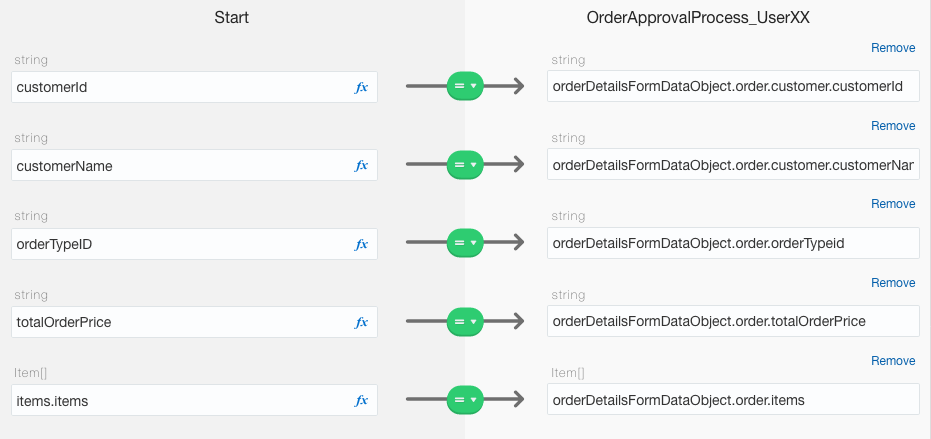 Start
OrderApprovalProcess_UserXX
Remove
string
string
customerId
fx
=
orderDetailsFormDataObject.order.customer.customerId
Remove
string
string
customerName
fx
=
orderDetailsFormDataObject.order.customer.customerNar
Remove
string
string
orderTypeID
fx
=
orderDetailsFormDataObject.order.orderTypeid
Remove
string
string
totalOrderPrice
fx
=
orderDetailsFormDataObject.order.totalOrderPrice
Remove
Item[]
Item[]
items.items
fx
=
orderDetailsFormDataObject.order.items